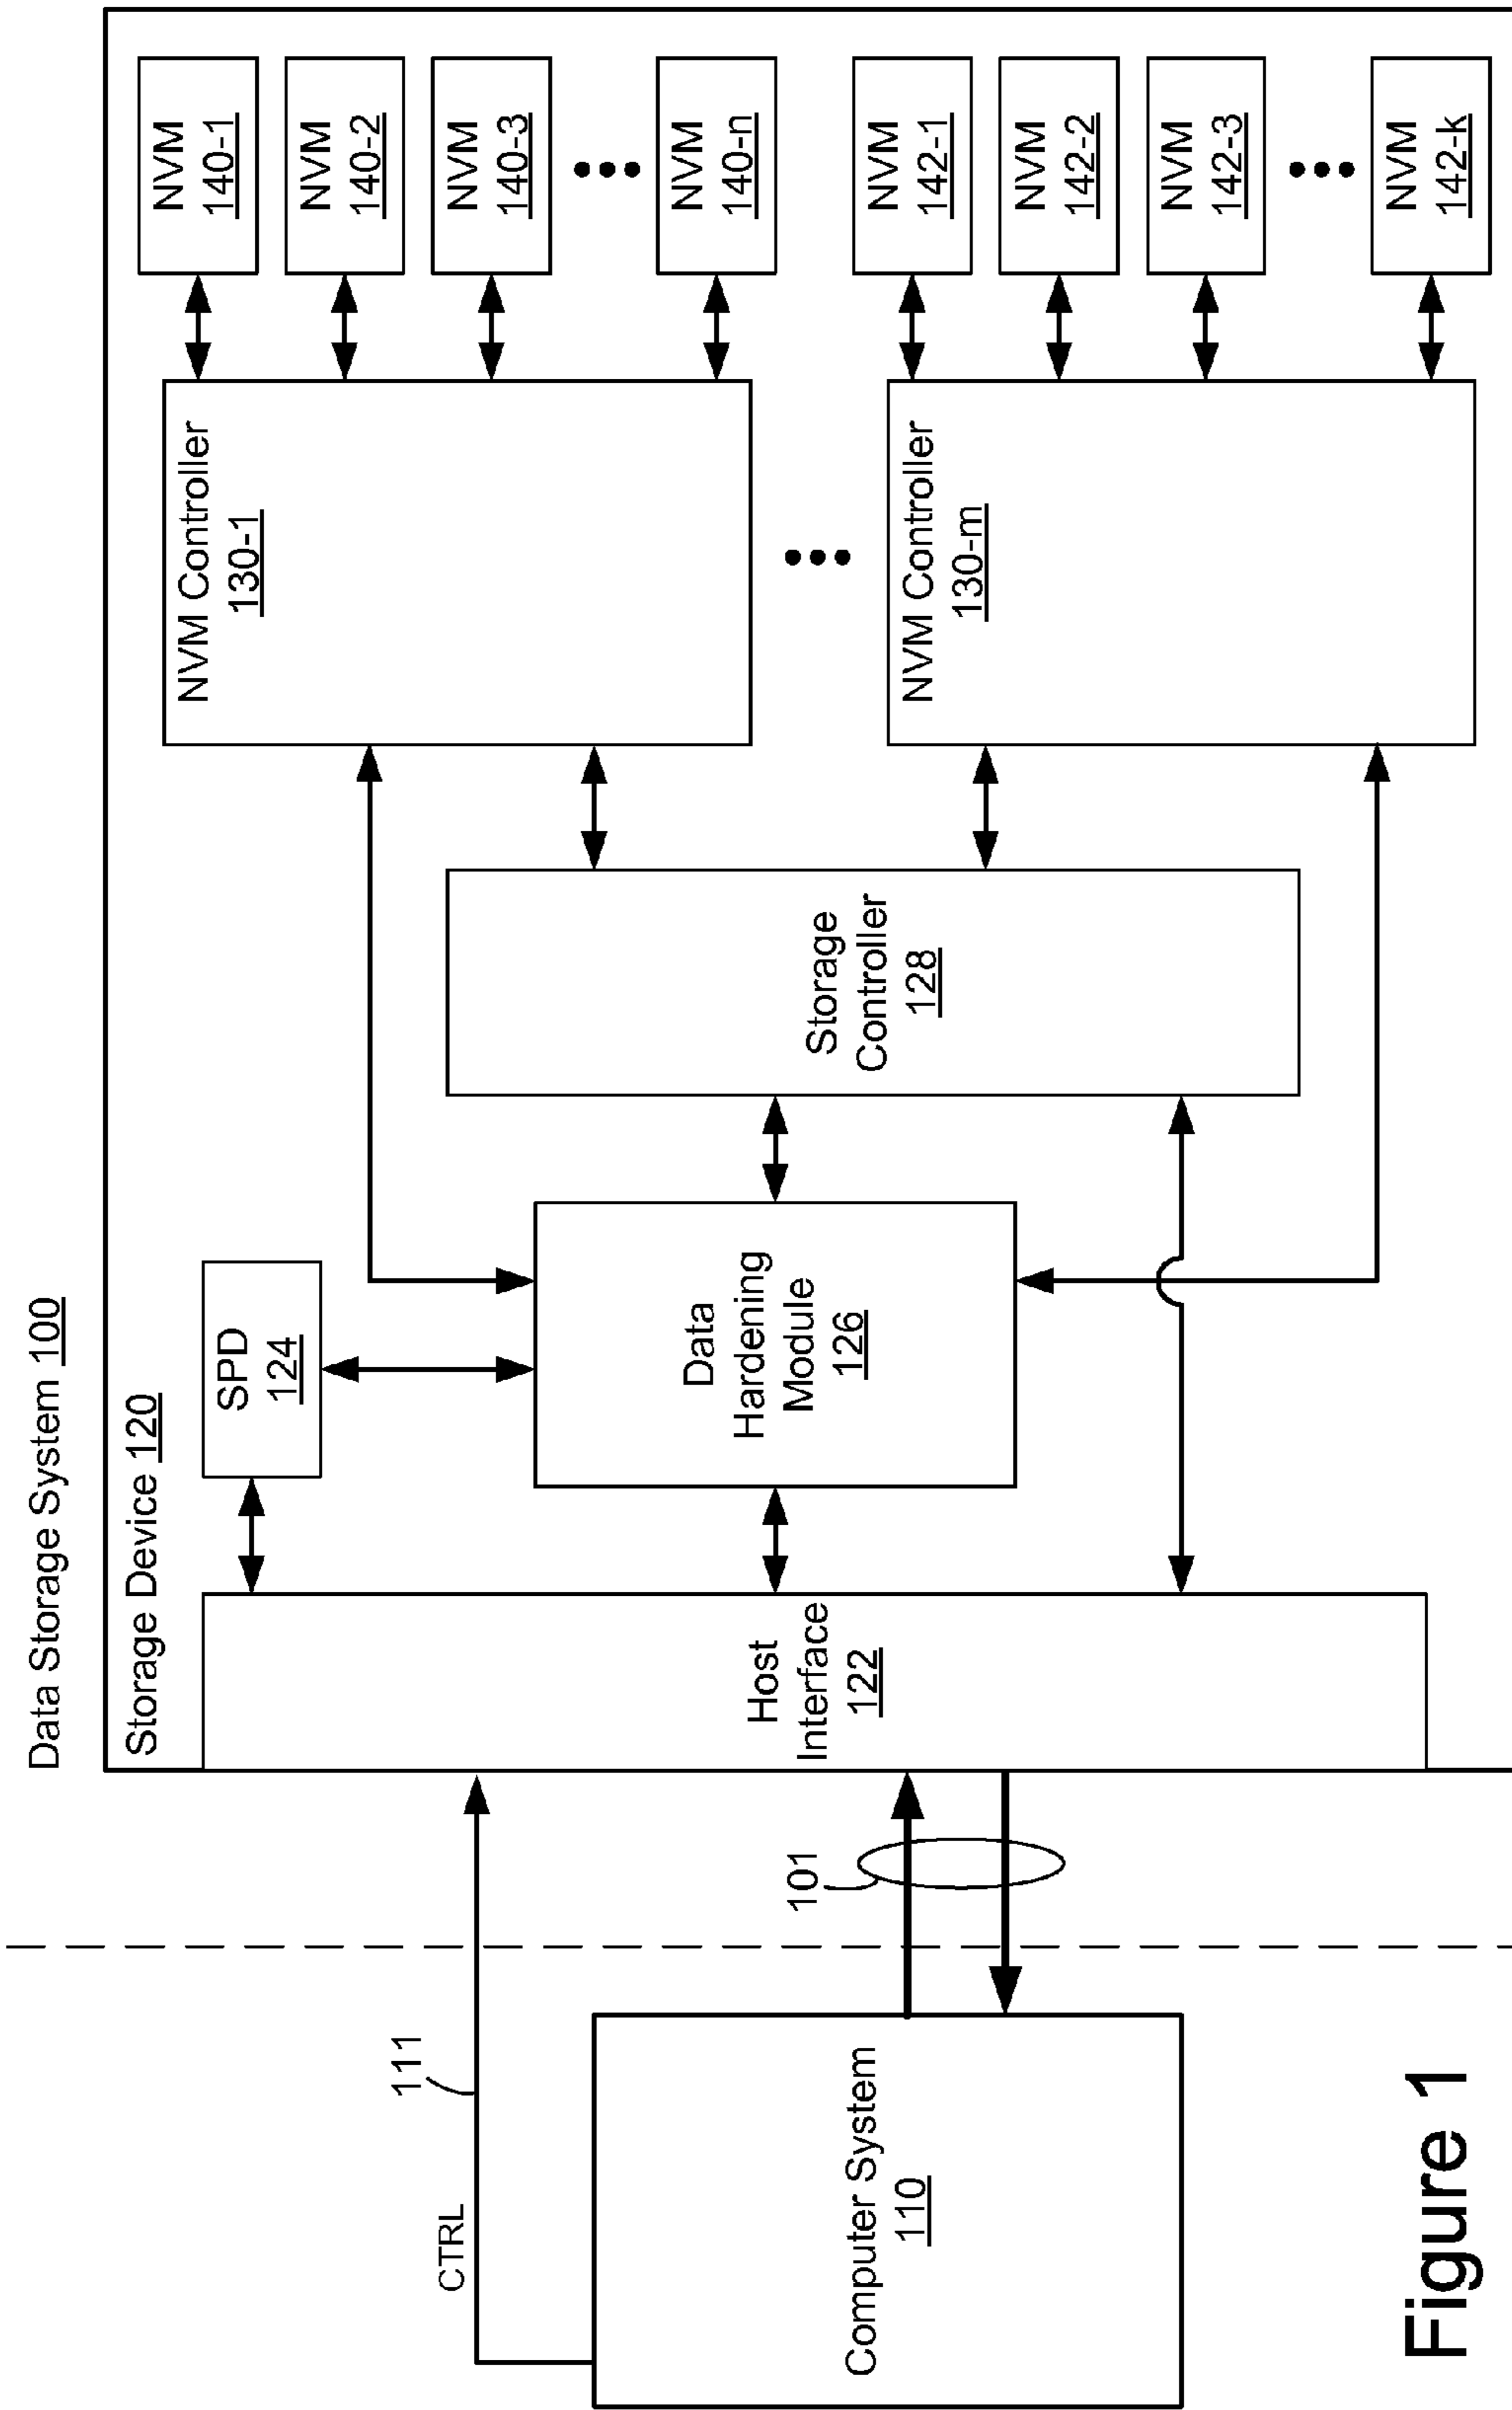 Data Storage System 100
Storage Device 120
CTRL
111
Computer System
110
101
Host
Interface
122
SPD
124
Data
Hardening
Module
126
Storage
Controller
128
NVM Controller
130-1
NVM Controller
130-m
NVM
140-1
NVM
140-2
NVM
140-3
NVM
140-n
NVM
142-1
NVM
142-2
NVM
142-3
NVM
142-k
Figure 1